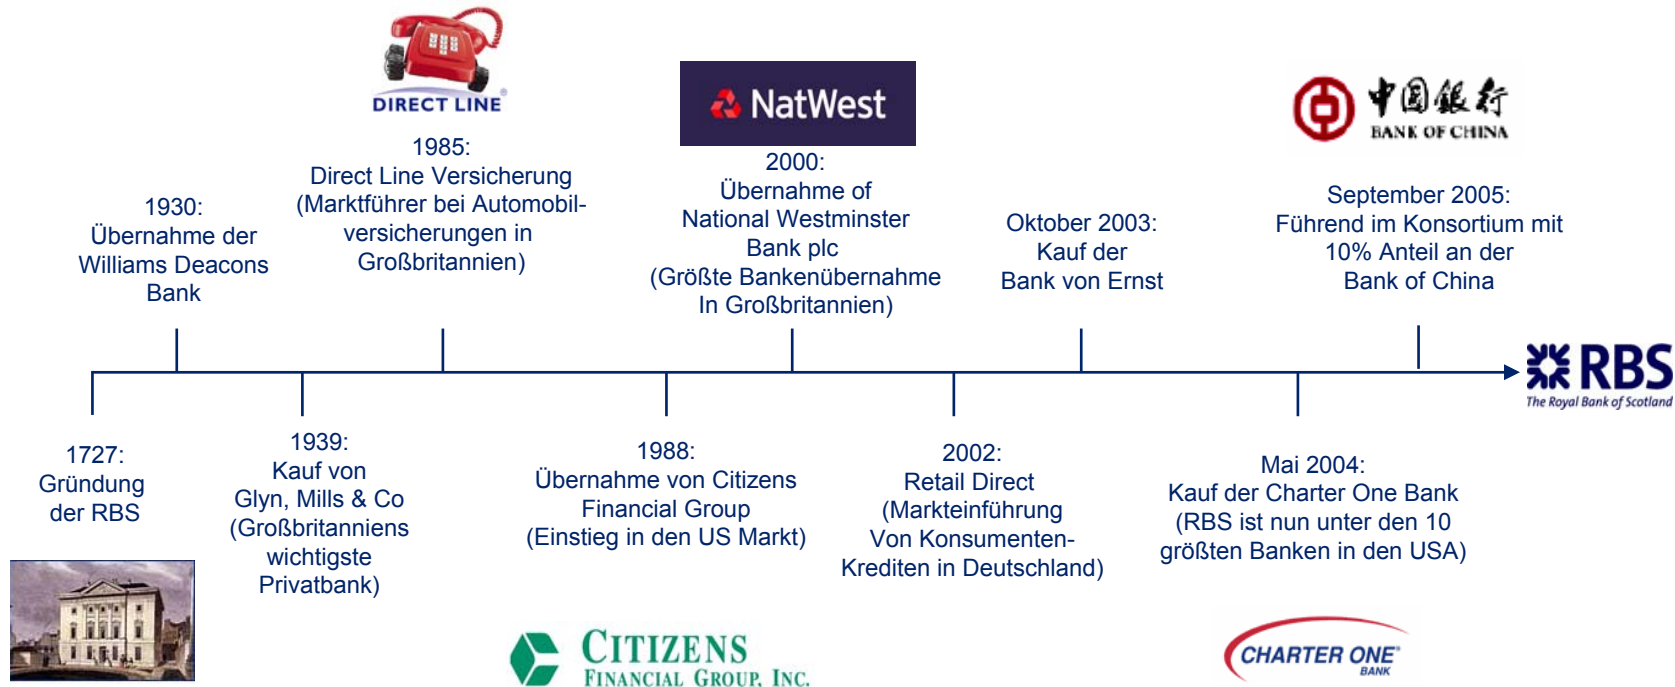 DIRECT LINE®
1985:
Direct Line Versicherung
(Marktführer bei Automobil-
versicherungen in
Großbritannien)
NatWest
2000:
Übernahme of
National Westminster
Bank plc
(Größte Bankenübernahme
In Großbritannien)
中国銀行
BANK OF CHINA
September 2005:
Führend im Konsortium mit
10% Anteil an der
Bank of China
1930:
Übernahme der
Williams Deacons
Bank
Oktober 2003:
Kauf der
Bank von Ernst
RBS
The Royal Bank of Scotland
1727:
Gründung
der RBS
1939:
Kauf von
Glyn, Mills & Co
(Großbritanniens
wichtigste
Privatbank)
1988:
Übernahme von Citizens
Financial Group
(Einstieg in den US Markt)
CITIZENS
FINANCIAL GROUP, INC.
2002:
Retail Direct
(Markteinführung
Von Konsumenten-
Krediten in Deutschland)
Mai 2004:
Kauf der Charter One Bank
(RBS ist nun unter den 10
größten Banken in den USA)
CHARTER ONE®
BANK